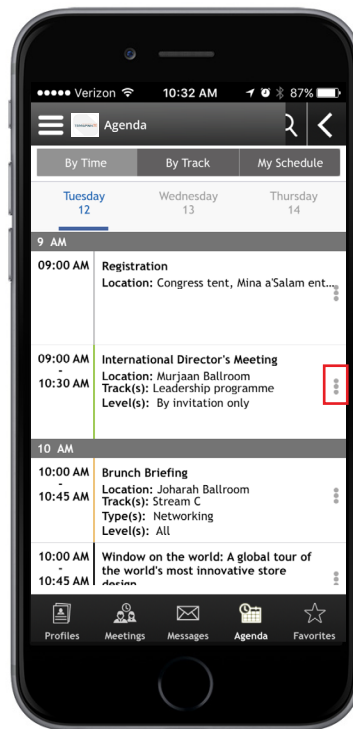 Verizon 10:32 AM 87%
Agenda
By Time By Track My Schedule
Tuesday Wednesday Thursday
12 13 14
9 AM
09:00 AM Registration
Location: Congress tent, Mina a'Salam ent...
09:00 AM International Director's Meeting
-
10:30 AM Location: Murjaan Ballroom
Track(s): Leadership programme
Level(s): By invitation only
10 AM
10:00 AM Brunch Briefing
-
10:45 AM Location: Joharah Ballroom
Track(s): Stream C
Type(s): Networking
Level(s): All
10:00 AM Window on the world: A global tour of
-
the world's most innovative store
10:45 AM design
Profiles Meetings Messages Agenda Favorites